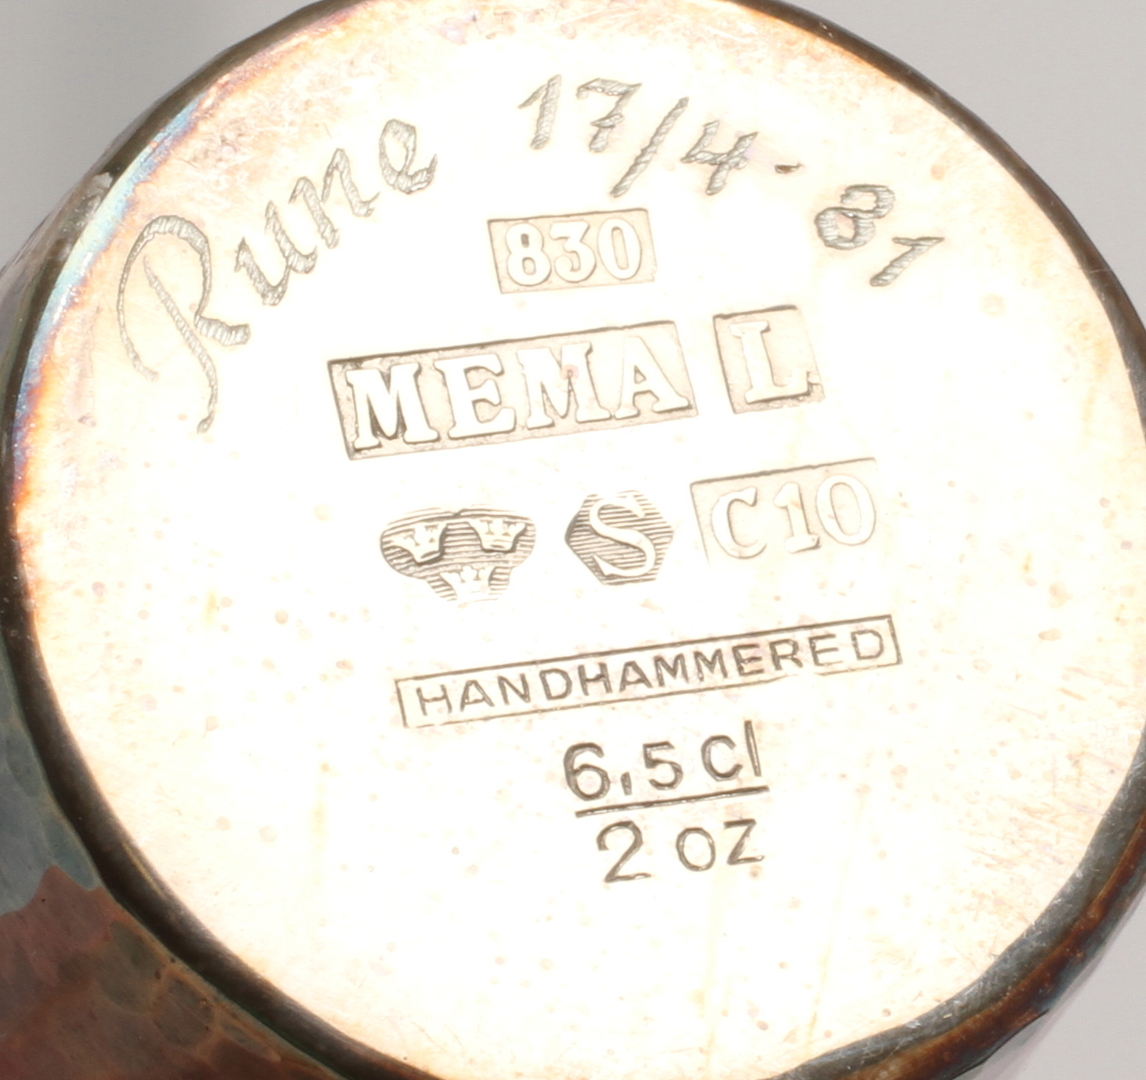 Rune 17/4-81
830
MEMA L
S C10
HANDHAMMERED
6,5 cl
2 oz